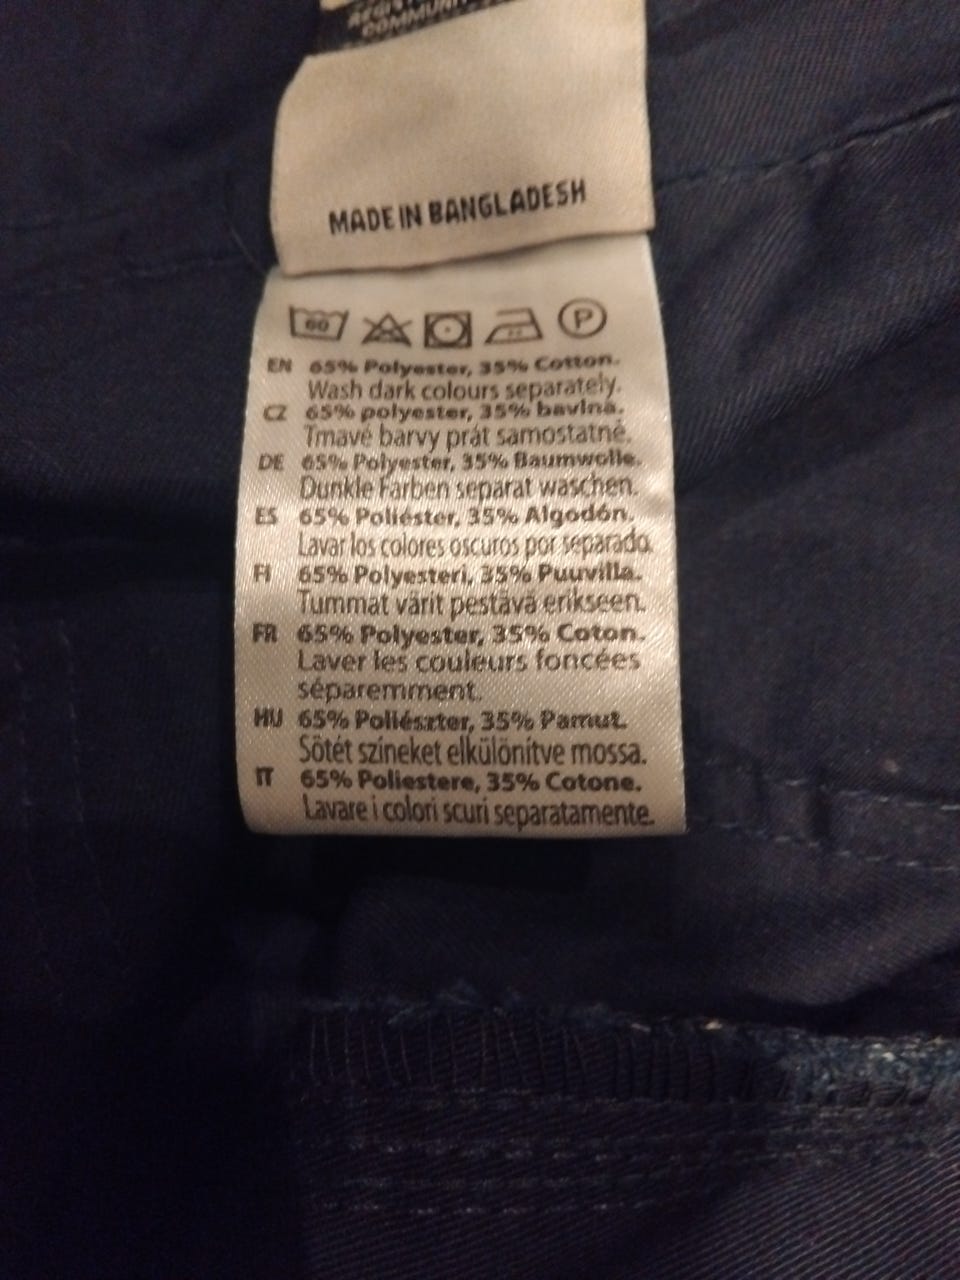 COMMUNI
MADE IN BANGLADESH
60 P
EN 65% Polyester, 35% Cotton.
Wash dark colours separately.
CZ 65% polyester, 35% bavlna.
Tmavé barvy prát samostatně.
DE 65% Polyester, 35% Baumwolle.
Dunkle Farben separat waschen.
ES 65% Poliéster, 35% Algodón.
Lavar los colores oscuros por separado.
FI 65% Polyesteri, 35% Puuvilla.
Tummat värit pestävä erikseen.
FR 65% Polyester, 35% Coton.
Laver les couleurs foncées
séparemment.
HU 65% Poliészter, 35% Pamut.
Sötét színeket elkülönítve mossa.
IT 65% Poliestere, 35% Cotone.
Lavare i colori scuri separatamente.